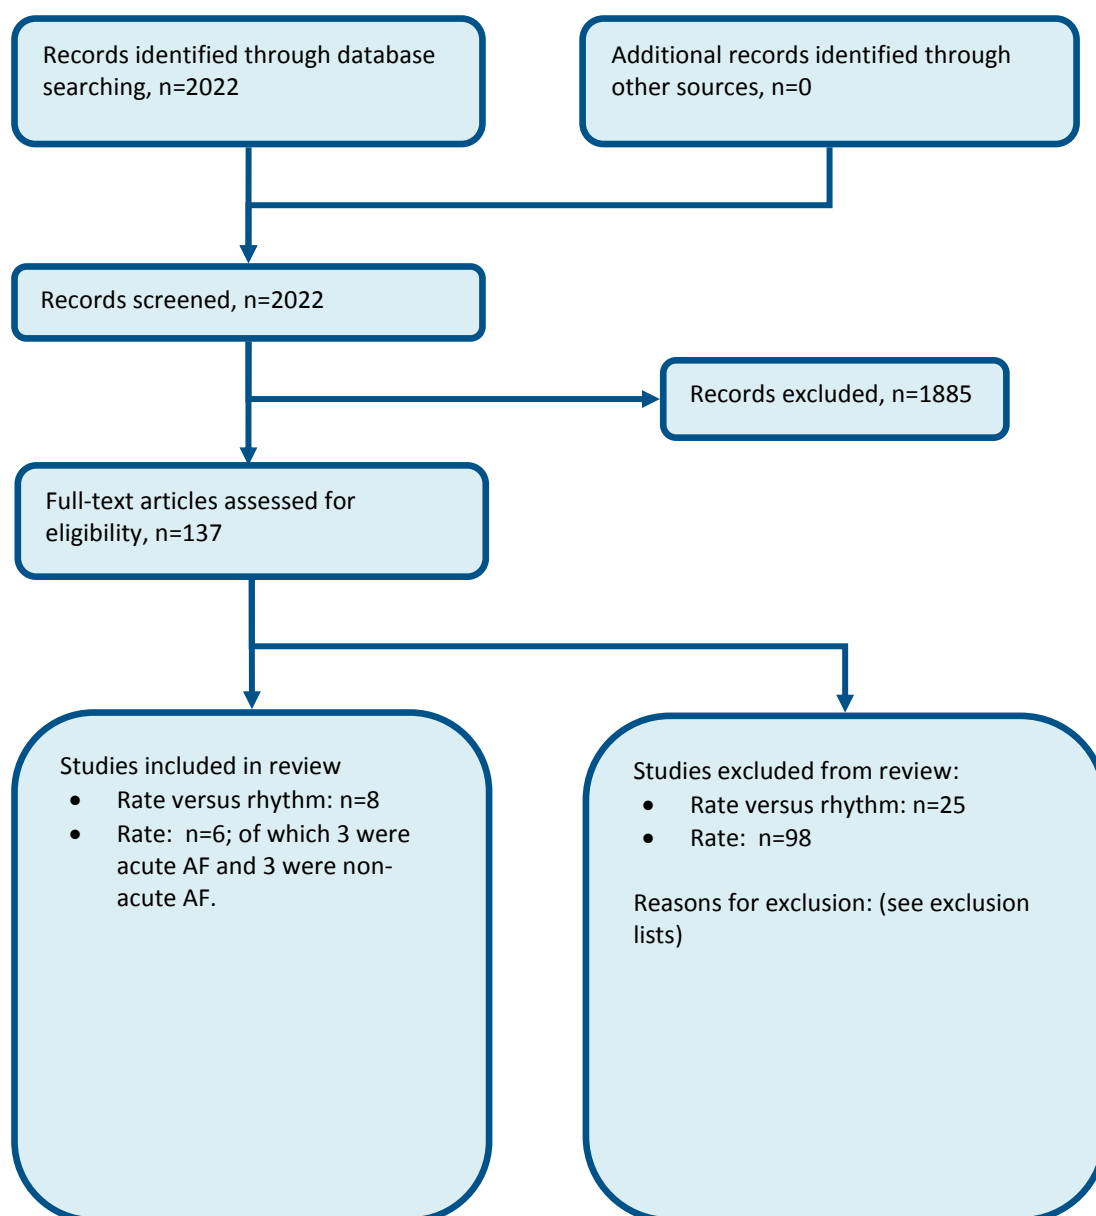 Records identified through database
searching, n=2022
Additional records identified through
other sources, n=0
Records screened, n=2022
Records excluded, n=1885
Full-text articles assessed for
eligibility, n=137
Studies included in review
• Rate versus rhythm: n=8
• Rate:  n=6; of which 3 were
acute AF and 3 were non-
acute AF.
Studies excluded from review:
• Rate versus rhythm: n=25
• Rate:  n=98
Reasons for exclusion: (see exclusion
lists)